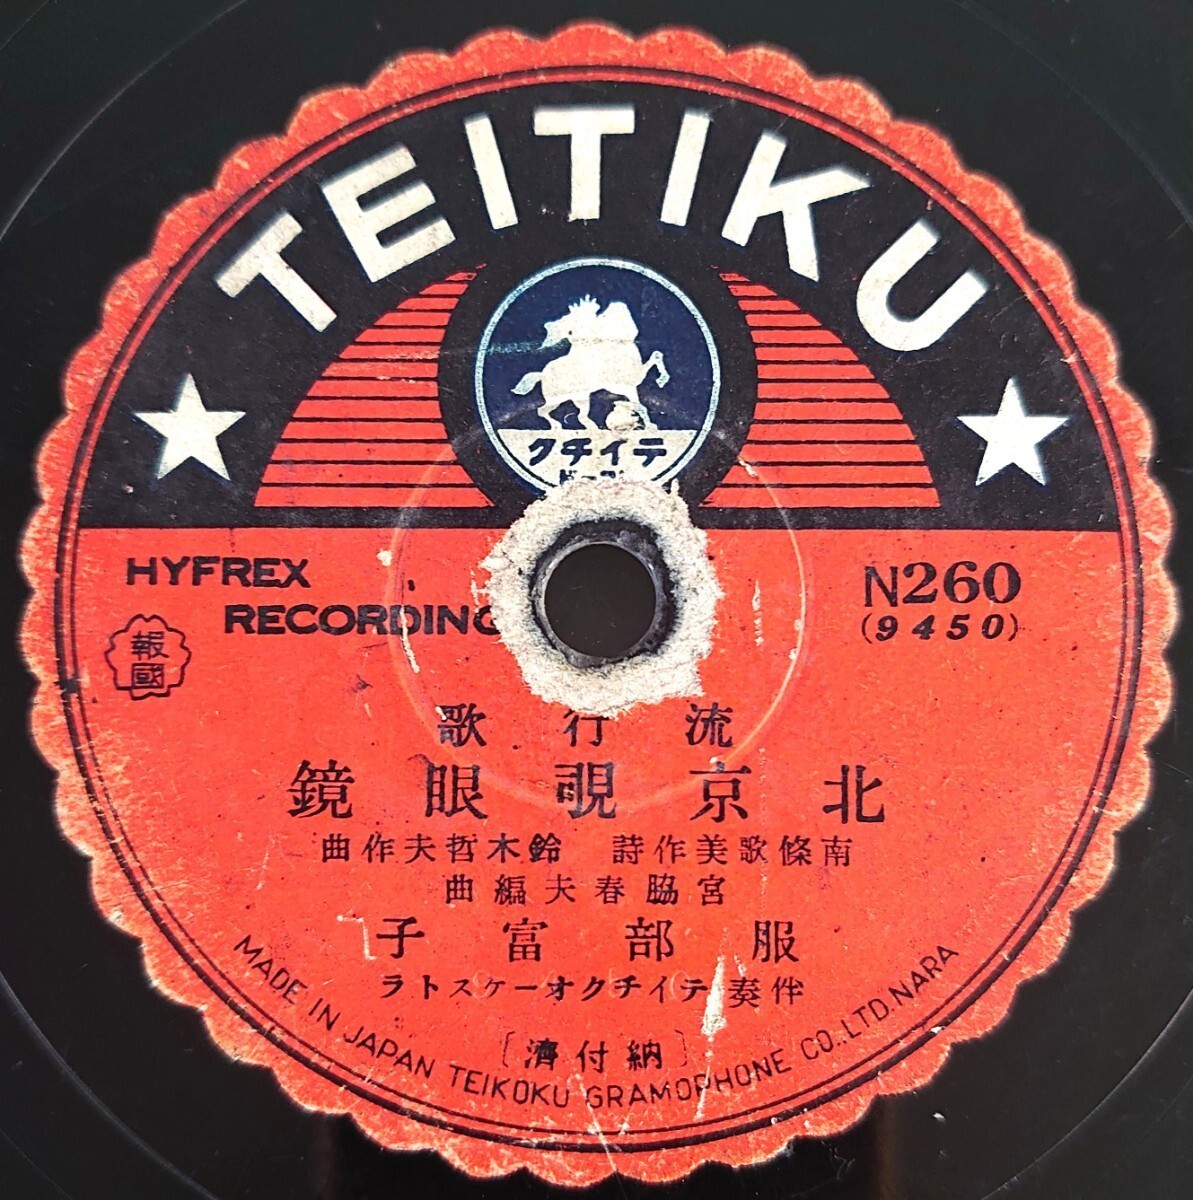 TEITIKU
テイチク
HYFREX
RECORDING
N260
(9450)
報國
流行歌
北京覗眼鏡
南條歌美作詩 鈴木哲夫作曲
宮脇春夫編曲
服部富子
伴奏テイチクオーケストラ
[納付濟]
MADE IN JAPAN TEIKOKU GRAMOPHONE CO., LTD. NARA